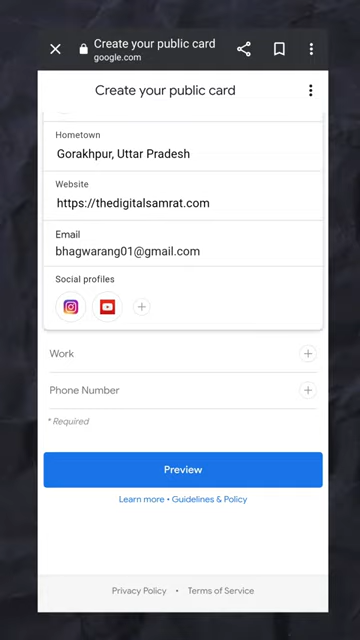 Create your public card
google.com
Create your public card
Hometown
Gorakhpur, Uttar Pradesh
Website
https://thedigitalsamrat.com
Email
bhagwarang01@gmail.com
Social profiles
Work
Phone Number
* Required
Preview
Learn more • Guidelines & Policy
Privacy Policy • Terms of Service